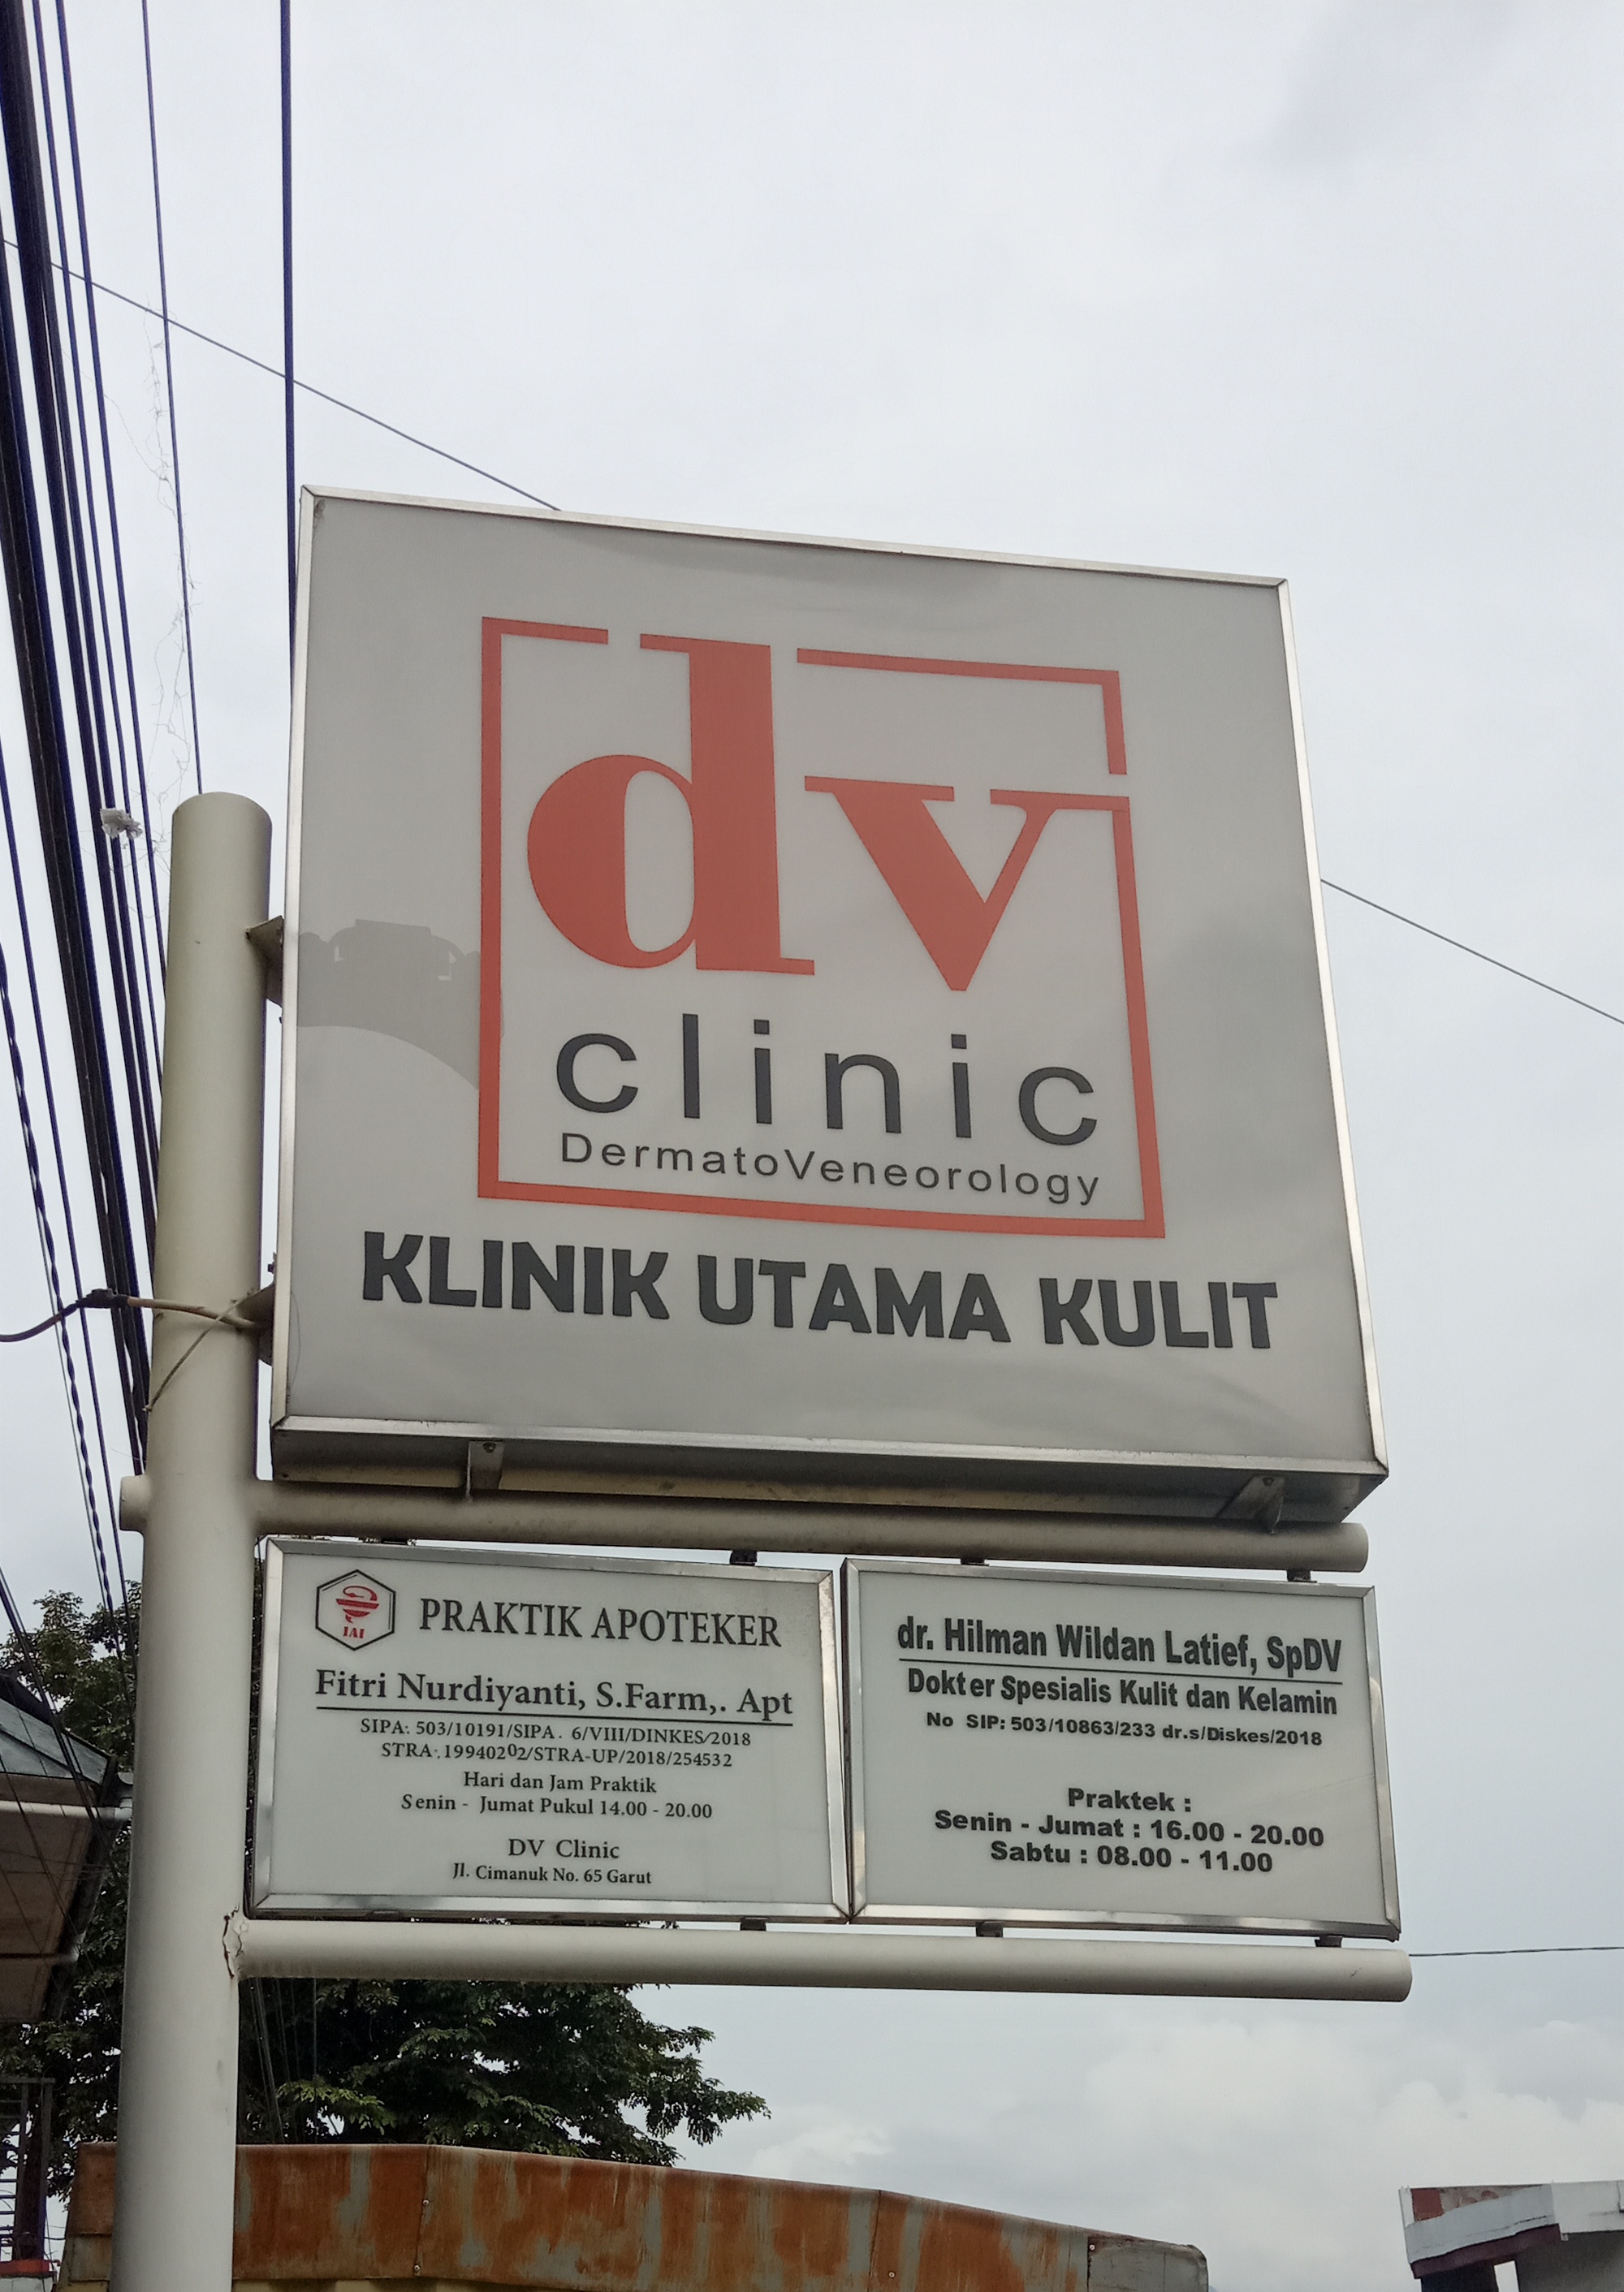 dv
clinic
DermatoVeneorology
KLINIK UTAMA KULIT
IAI
PRAKTIK APOTEKER
Fitri Nurdiyanti, S.Farm,. Apt
SIPA: 503/10191/SIPA. 6/VIII/DINKES/2018
STRA: 19940202/STRA-UP/2018/254532
Hari dan Jam Praktik
Senin - Jumat Pukul 14.00 - 20.00
DV Clinic
Jl. Cimanuk No. 65 Garut
dr. Hilman Wildan Latief, SpDV
Dokter Spesialis Kulit dan Kelamin
No SIP: 503/10863/233 dr.s/Diskes/2018
Praktek :
Senin - Jumat : 16.00 - 20.00
Sabtu : 08.00 - 11.00